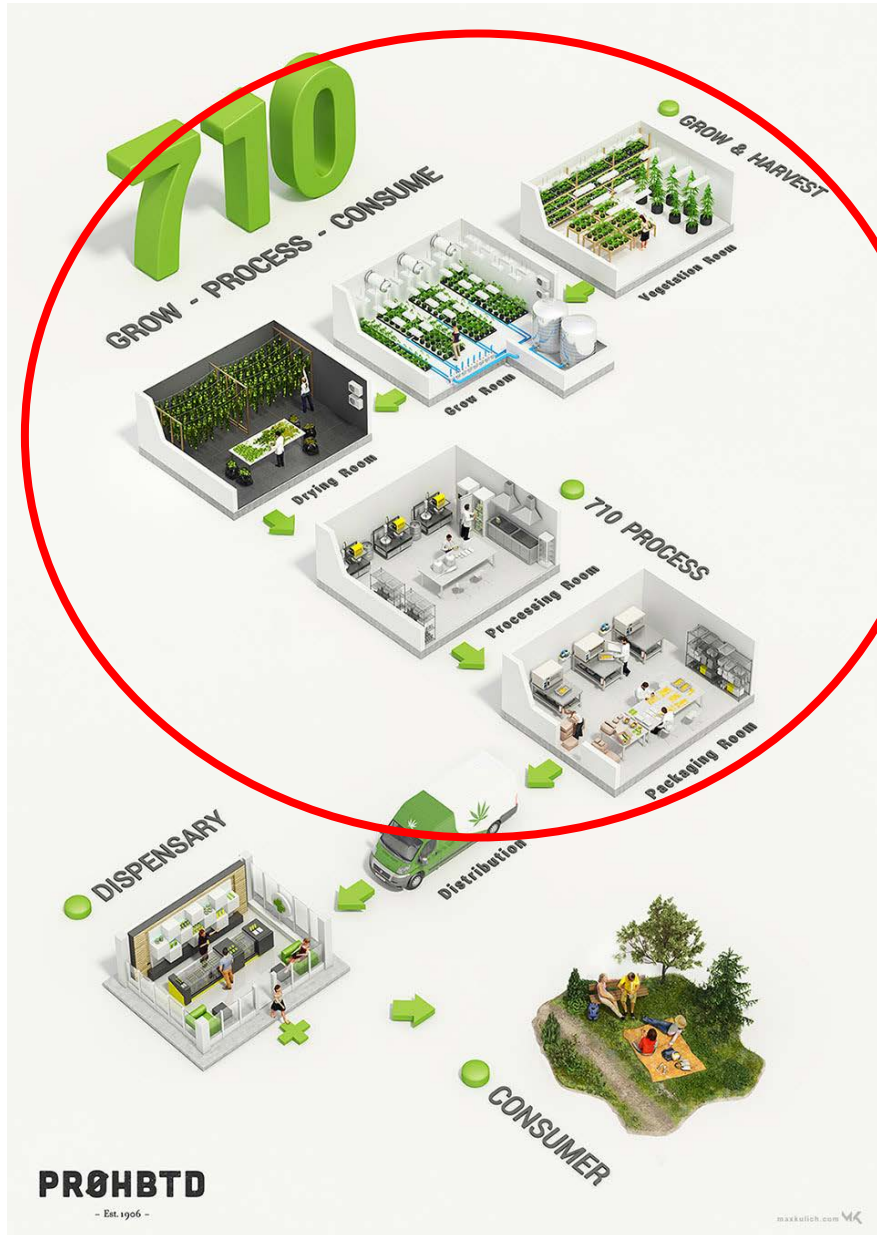 710
GROW - PROCESS - CONSUME
GROW & HARVEST
Vegetation Room
Grow Room
Drying Room
710 PROCESS
Processing Room
Packaging Room
Distribution
DISPENSARY
CONSUMER
PRØHBTD
- Est. 1906 -
maxkulich.com MK